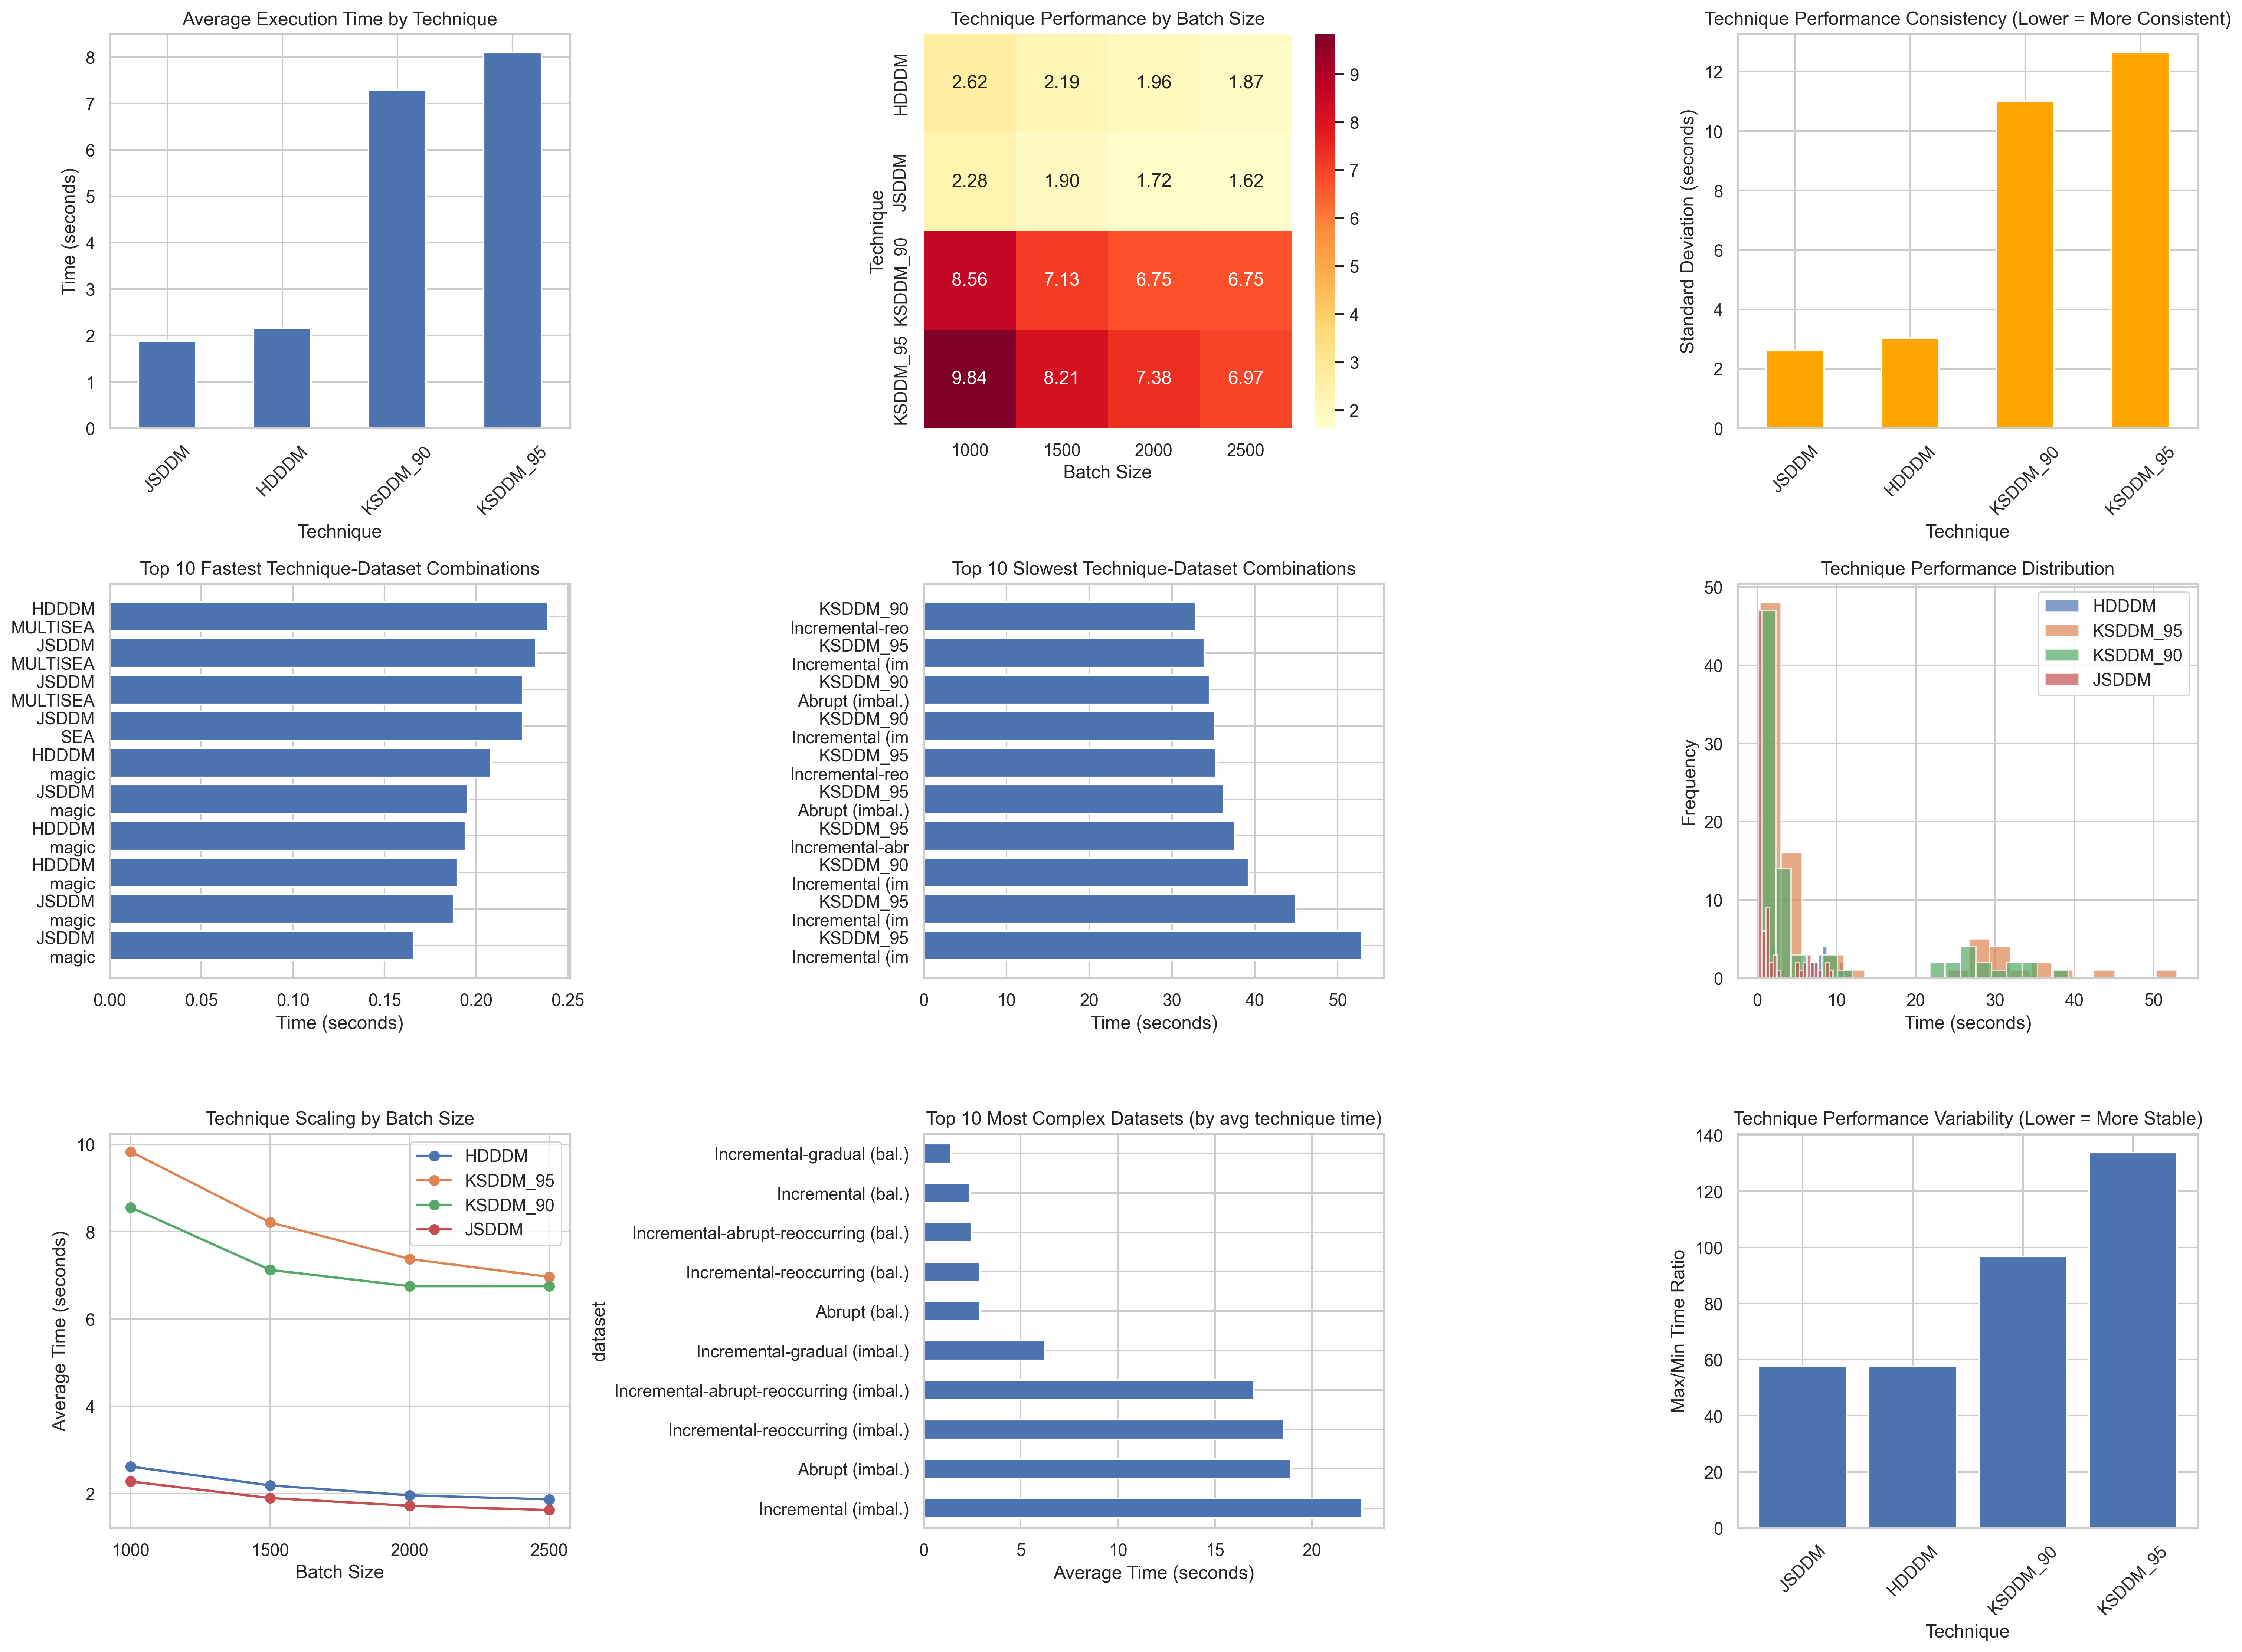 Average Execution Time by Technique
Time (seconds)
8
7
6
5
4
3
2
1
0
JSDDM
HDDDM
KSDDM_90
KSDDM_95
Technique
Technique Performance by Batch Size
Technique
HDDDM
2.62 2.19 1.96 1.87
JSDDM
2.28 1.90 1.72 1.62
KSDDM_90
8.56 7.13 6.75 6.75
KSDDM_95
9.84 8.21 7.38 6.97
1000 1500 2000 2500
Batch Size
9
8
7
6
5
4
3
2
Technique Performance Consistency (Lower = More Consistent)
Standard Deviation (seconds)
12
10
8
6
4
2
0
JSDDM
HDDDM
KSDDM_90
KSDDM_95
Technique
Top 10 Fastest Technique-Dataset Combinations
HDDDM
MULTISEA
JSDDM
MULTISEA
JSDDM
MULTISEA
JSDDM
SEA
HDDDM
magic
JSDDM
magic
HDDDM
magic
HDDDM
magic
JSDDM
magic
JSDDM
magic
0.00 0.05 0.10 0.15 0.20 0.25
Time (seconds)
Top 10 Slowest Technique-Dataset Combinations
KSDDM_90
Incremental-reo
KSDDM_95
Incremental (im
KSDDM_90
Abrupt (imbal.)
KSDDM_90
Incremental (im
KSDDM_95
Incremental-reo
KSDDM_95
Abrupt (imbal.)
KSDDM_95
Incremental-abr
KSDDM_90
Incremental (im
KSDDM_95
Incremental (im
KSDDM_95
Incremental (im
0 10 20 30 40 50
Time (seconds)
Technique Performance Distribution
Frequency
50
40
30
20
10
0
HDDDM
KSDDM_95
KSDDM_90
JSDDM
0 10 20 30 40 50
Time (seconds)
Technique Scaling by Batch Size
Average Time (seconds)
10
8
6
4
2
HDDDM
KSDDM_95
KSDDM_90
JSDDM
1000 1500 2000 2500
Batch Size
Top 10 Most Complex Datasets (by avg technique time)
dataset
Incremental-gradual (bal.)
Incremental (bal.)
Incremental-abrupt-reoccurring (bal.)
Incremental-reoccurring (bal.)
Abrupt (bal.)
Incremental-gradual (imbal.)
Incremental-abrupt-reoccurring (imbal.)
Incremental-reoccurring (imbal.)
Abrupt (imbal.)
Incremental (imbal.)
0 5 10 15 20
Average Time (seconds)
Technique Performance Variability (Lower = More Stable)
Max/Min Time Ratio
140
120
100
80
60
40
20
0
JSDDM
HDDDM
KSDDM_90
KSDDM_95
Technique